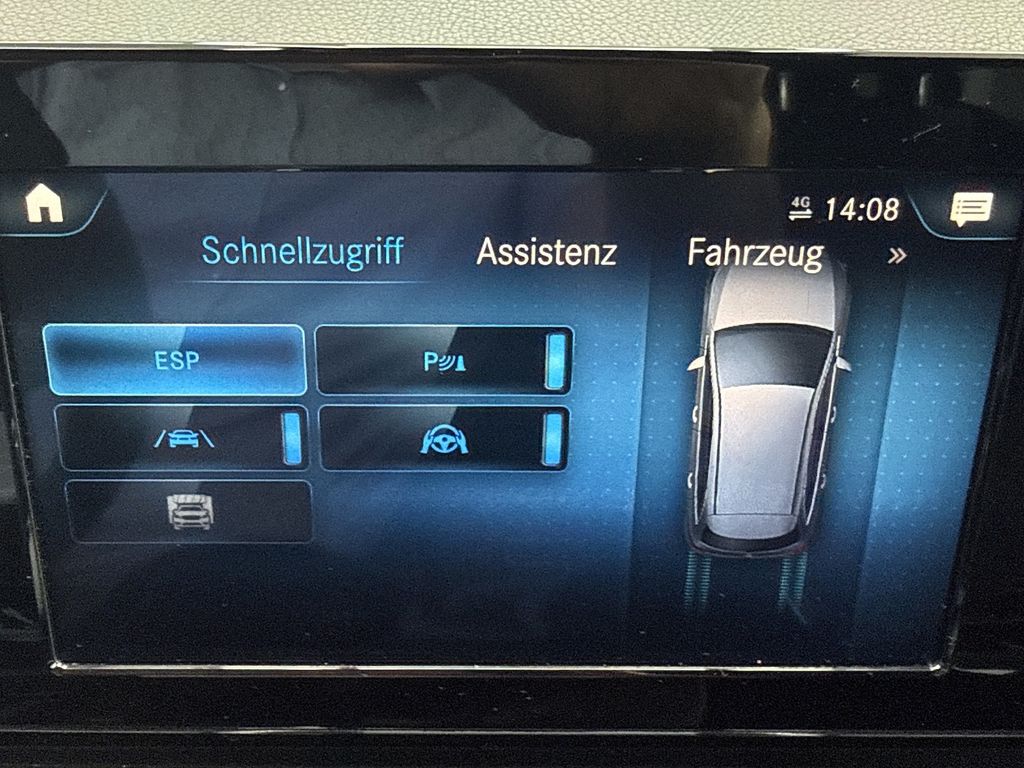 4G 14:08
Schnellzugriff Assistenz Fahrzeug »
ESP P